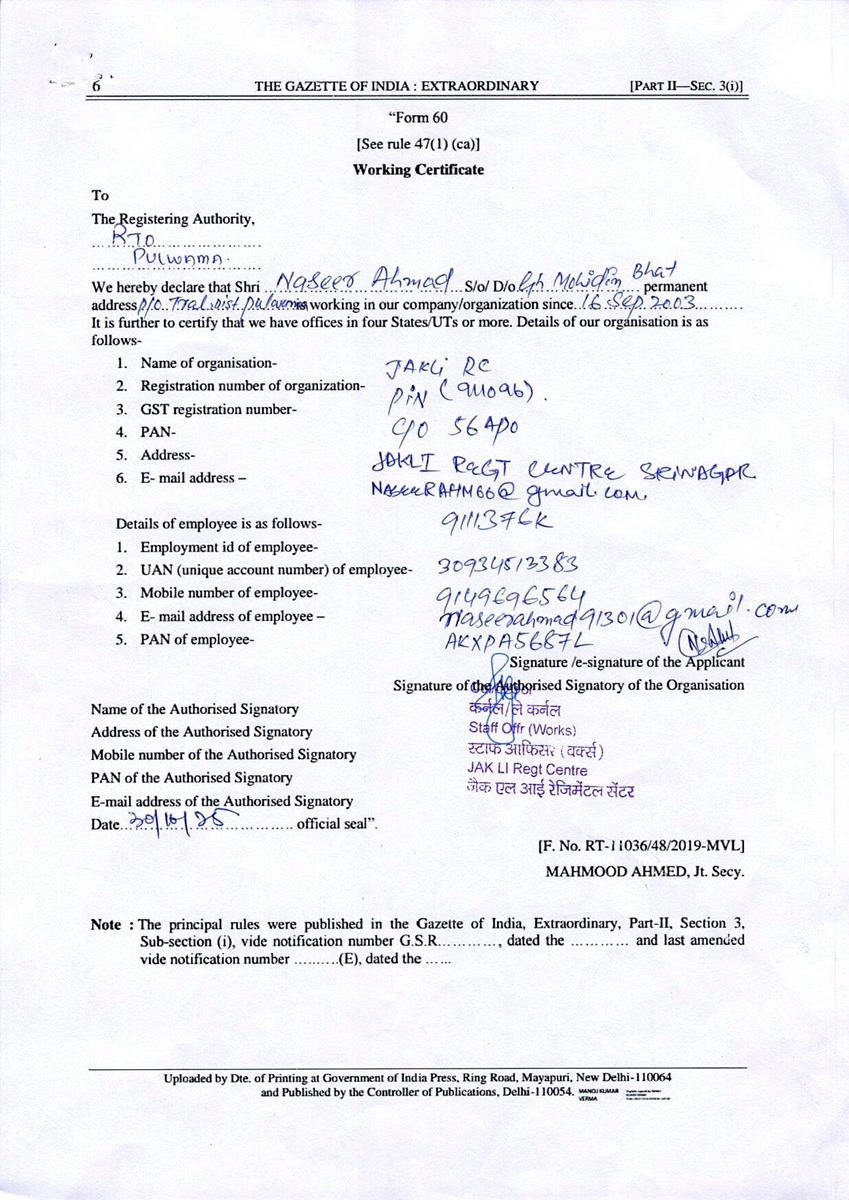 6 THE GAZETTE OF INDIA : EXTRAORDINARY [PART II—SEC. 3(i)]
“Form 60
[See rule 47(1) (ca)]
Working Certificate
To
The Registering Authority,
RTO
PULWAMA.
We hereby declare that Shri Naseer Ahmad S/o/ D/o Gh Mohidin Bhat permanent
address P/o Tral Dist Pulwama working in our company/organization since 16 Sep 2003
It is further to certify that we have offices in four States/UTs or more. Details of our organisation is as
follows-
1. Name of organisation- JAKLI RC
2. Registration number of organization- PIN (911096).
3. GST registration number-
4. PAN- C/O 56 APO
5. Address- JAKLI REGT CENTRE SRINAGAR
6. E- mail address – NASEERAHM66@gmail.com
Details of employee is as follows- 9111376K
1. Employment id of employee-
2. UAN (unique account number) of employee- 30934513383
3. Mobile number of employee- 9149696564
4. E- mail address of employee – naseerahmad91301@gmail.com
5. PAN of employee- AKXPA5687L
Signature /e-signature of the Applicant
Signature of the Authorised Signatory of the Organisation
Name of the Authorised Signatory कर्नल/ले कर्नल
Address of the Authorised Signatory Staff Offr (Works)
Mobile number of the Authorised Signatory स्टाफ आफिसर (वर्क्स)
PAN of the Authorised Signatory JAK LI Regt Centre
E-mail address of the Authorised Signatory जैक एल आई रेजिमेंटल सेंटर
Date...30/10/25............... official seal”.
[F. No. RT-11036/48/2019-MVL]
MAHMOOD AHMED, Jt. Secy.
Note : The principal rules were published in the Gazette of India, Extraordinary, Part-II, Section 3,
Sub-section (i), vide notification number G.S.R..........., dated the ............ and last amended
vide notification number .........(E), dated the ......
Uploaded by Dte. of Printing at Government of India Press, Ring Road, Mayapuri, New Delhi-110064
and Published by the Controller of Publications, Delhi-110054. MANOJ KUMAR
VERMA